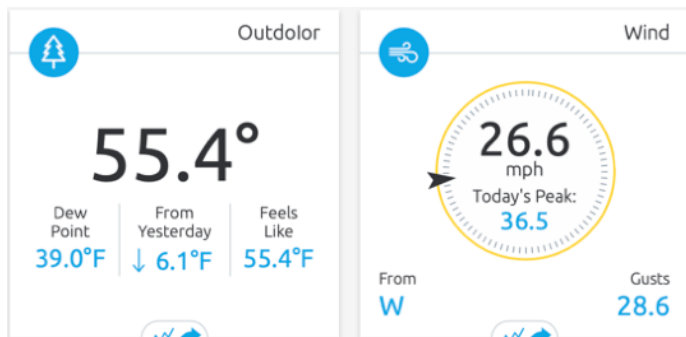 Outdolor
55.4°
Dew Point
39.0°F
From Yesterday
↓ 6.1°F
Feels Like
55.4°F
Wind
26.6
mph
Today's Peak:
36.5
From
W
Gusts
28.6